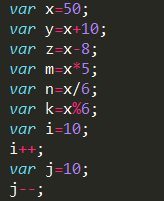 var x=50;
var y=x+10;
var z=x-8;
var m=x*5;
var n=x/6;
var k=x%6;
var i=10;
i++;
var j=10;
j--;